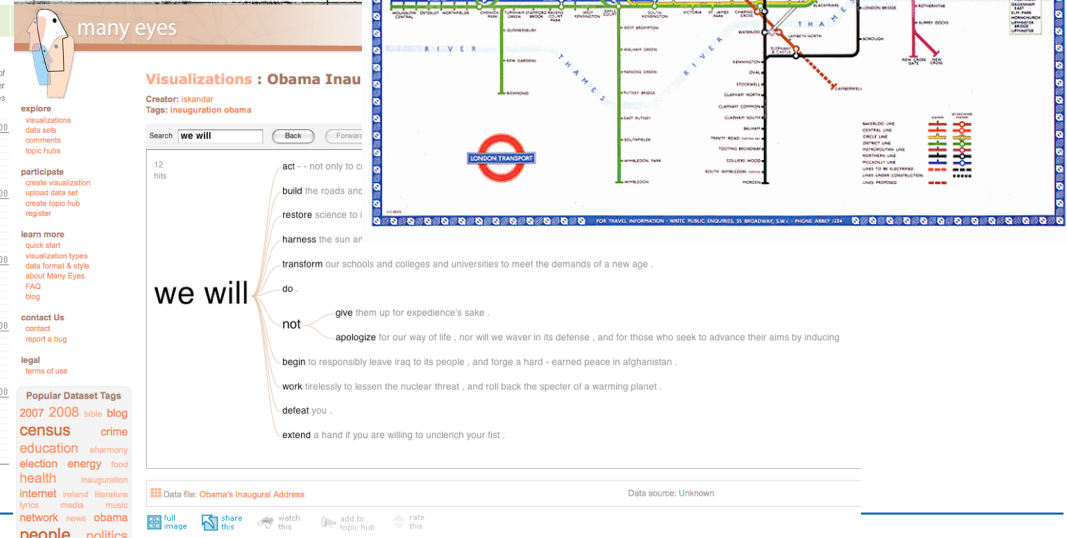 many eyes
explore
visualizations
data sets
comments
topic hubs
participate
create visualization
upload data set
create topic hub
register
learn more
quick start
visualization types
data format & style
about Many Eyes
FAQ
blog
contact Us
contact
report a bug
legal
terms of use
Popular Dataset Tags
2007 2008 bible blog
census crime
education eharmony
election energy food
health inauguration
internet ireland literature
lyrics media music
network news obama
people politics
Visualizations : Obama Inau
Creator: iskandar
Tags: inauguration obama
Search we will Back Forward
12
hits
we will
act - - not only to c
build the roads and
restore science to i
harness the sun an
transform our schools and colleges and universities to meet the demands of a new age .
do .
not
give them up for expedience's sake .
apologize for our way of life , nor will we waver in its defense , and for those who seek to advance their aims by inducing
begin to responsibly leave iraq to its people , and forge a hard - earned peace in afghanistan .
work tirelessly to lessen the nuclear threat , and roll back the specter of a warming planet .
defeat you .
extend a hand if you are willing to unclench your fist .
Data file: Obama's Inaugural Address
Data source: Unknown
full image
share this
watch this
add to topic hub
rate this
RIVER
THAMES
RIVER
THAMES
GUNNERSBURY
KEW GARDENS
RICHMOND
WEST BROMPTON
WALHAM GREEN
PARSONS GREEN
PUTNEY BRIDGE
EAST PUTNEY
SOUTHFIELDS
WIMBLEDON PARK
WIMBLEDON
WATERLOO
LAMBETH NORTH
ELEPHANT & CASTLE
CAMBERWELL
KENNINGTON
OVAL
STOCKWELL
CLAPHAM NORTH
CLAPHAM COMMON
CLAPHAM SOUTH
BALHAM
TRINITY ROAD
TOOTING BROADWAY
COLLIERS WOOD
SOUTH WIMBLEDON
MORDEN
LONDON BRIDGE
BOROUGH
ROTHERHITHE
SURREY DOCKS
NEW CROSS GATE
NEW CROSS
LONDON TRANSPORT
BAKERLOO LINE
CENTRAL LINE
CIRCLE LINE
DISTRICT LINE
METROPOLITAN LINE
NORTHERN LINE
PICCADILLY LINE
LINES TO BE ELECTRIFIED
LINES UNDER CONSTRUCTION
LINES PROPOSED
FOR TRAVEL INFORMATION · WRITE PUBLIC ENQUIRIES, 55 BROADWAY, S.W.1 · PHONE ABBEY 1234